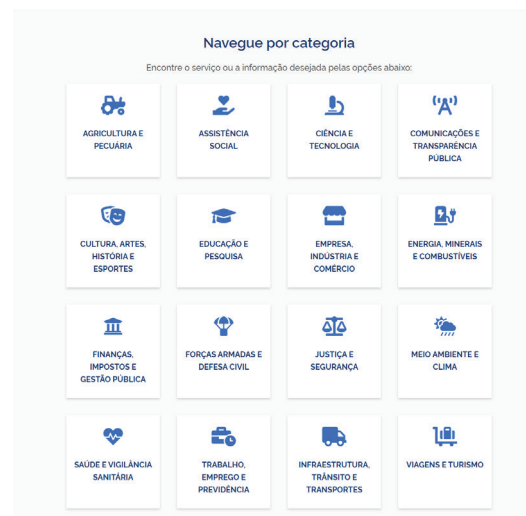 Navegue por categoria
Encontre o serviço ou a informação desejada pelas opções abaixo:
AGRICULTURA E
PECUÁRIA
ASSISTÊNCIA
SOCIAL
CIÊNCIA E
TECNOLOGIA
COMUNICAÇÕES E
TRANSPARÊNCIA
PÚBLICA
CULTURA, ARTES,
HISTÓRIA E
ESPORTES
EDUCAÇÃO E
PESQUISA
EMPRESA,
INDÚSTRIA E
COMÉRCIO
ENERGIA, MINERAIS
E COMBUSTÍVEIS
FINANÇAS,
IMPOSTOS E
GESTÃO PÚBLICA
FORÇAS ARMADAS E
DEFESA CIVIL
JUSTIÇA E
SEGURANÇA
MEIO AMBIENTE E
CLIMA
SAÚDE E VIGILÂNCIA
SANITÁRIA
TRABALHO,
EMPREGO E
PREVIDÊNCIA
INFRAESTRUTURA,
TRÂNSITO E
TRANSPORTES
VIAGENS E TURISMO